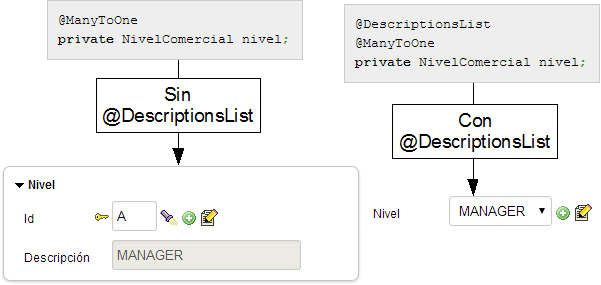 @ManyToOne
private NivelComercial nivel;
Sin
@DescriptionsList
Nivel
Id
A
Descripción
MANAGER
@DescriptionsList
@ManyToOne
private NivelComercial nivel;
Con
@DescriptionsList
Nivel
MANAGER